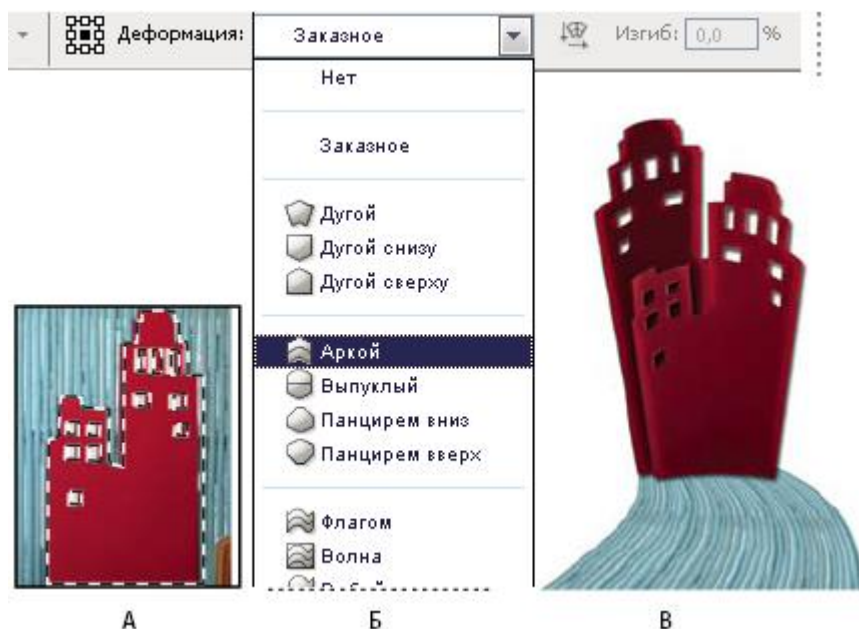 Деформация: Заказное Изгиб: 0,0 %
Нет
Заказное
Дугой
Дугой снизу
Дугой сверху
Аркой
Выпуклый
Панцирем вниз
Панцирем вверх
Флагом
Волна
А Б В